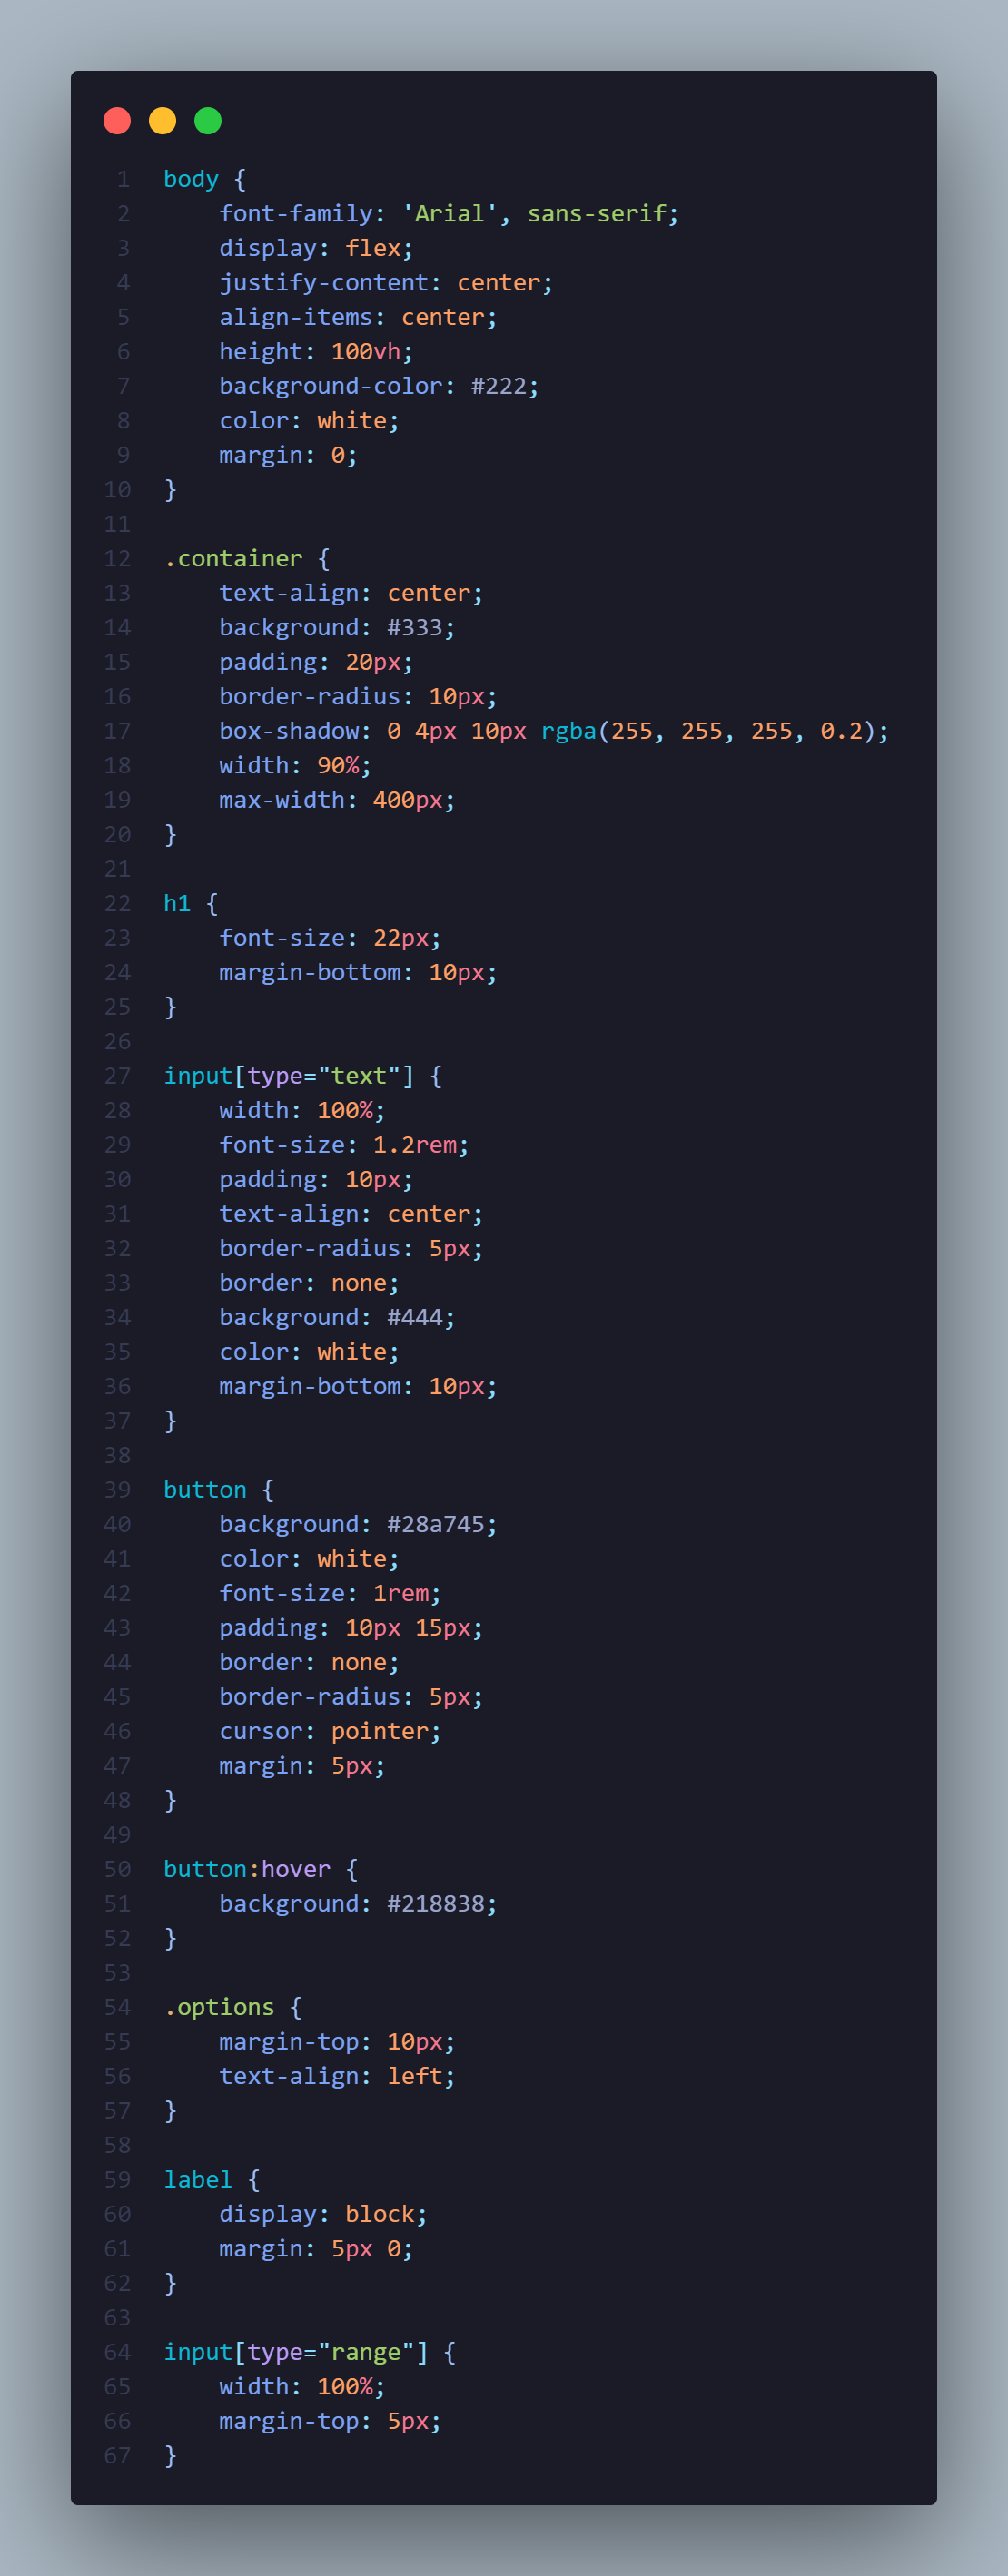 1 body {
2     font-family: 'Arial', sans-serif;
3     display: flex;
4     justify-content: center;
5     align-items: center;
6     height: 100vh;
7     background-color: #222;
8     color: white;
9     margin: 0;
10 }
11
12 .container {
13     text-align: center;
14     background: #333;
15     padding: 20px;
16     border-radius: 10px;
17     box-shadow: 0 4px 10px rgba(255, 255, 255, 0.2);
18     width: 90%;
19     max-width: 400px;
20 }
21
22 h1 {
23     font-size: 22px;
24     margin-bottom: 10px;
25 }
26
27 input[type="text"] {
28     width: 100%;
29     font-size: 1.2rem;
30     padding: 10px;
31     text-align: center;
32     border-radius: 5px;
33     border: none;
34     background: #444;
35     color: white;
36     margin-bottom: 10px;
37 }
38
39 button {
40     background: #28a745;
41     color: white;
42     font-size: 1rem;
43     padding: 10px 15px;
44     border: none;
45     border-radius: 5px;
46     cursor: pointer;
47     margin: 5px;
48 }
49
50 button:hover {
51     background: #218838;
52 }
53
54 .options {
55     margin-top: 10px;
56     text-align: left;
57 }
58
59 label {
60     display: block;
61     margin: 5px 0;
62 }
63
64 input[type="range"] {
65     width: 100%;
66     margin-top: 5px;
67 }